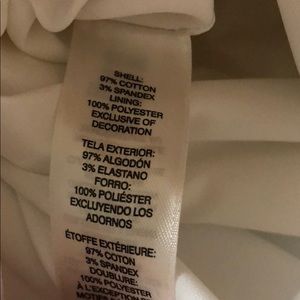 SHELL:
97% COTTON
3% SPANDEX
LINING:
100% POLYESTER
EXCLUSIVE OF
DECORATION
TELA EXTERIOR:
97% ALGODÓN
3% ELASTANO
FORRO:
100% POLIÉSTER
EXCLUYENDO LOS
ADORNOS
ÉTOFFE EXTÉRIEURE:
97% COTON
3% SPANDEX
DOUBLURE:
100% POLYESTER
À L'EXCEPTION